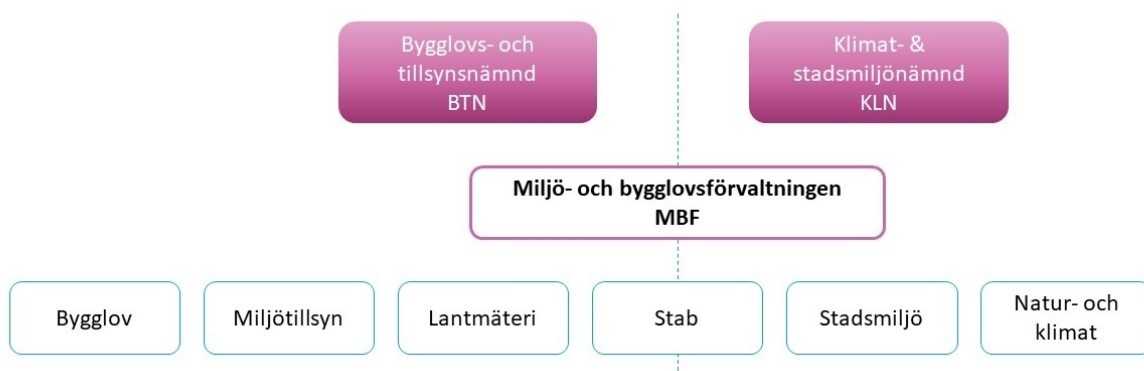 Bygglovs- och
tillsynsnämnd
BTN
Klimat- &
stadsmiljönämnd
KLN
Miljö- och bygglovsförvaltningen
MBF
Bygglov
Miljötillsyn
Lantmäteri
Stab
Stadsmiljö
Natur- och
klimat